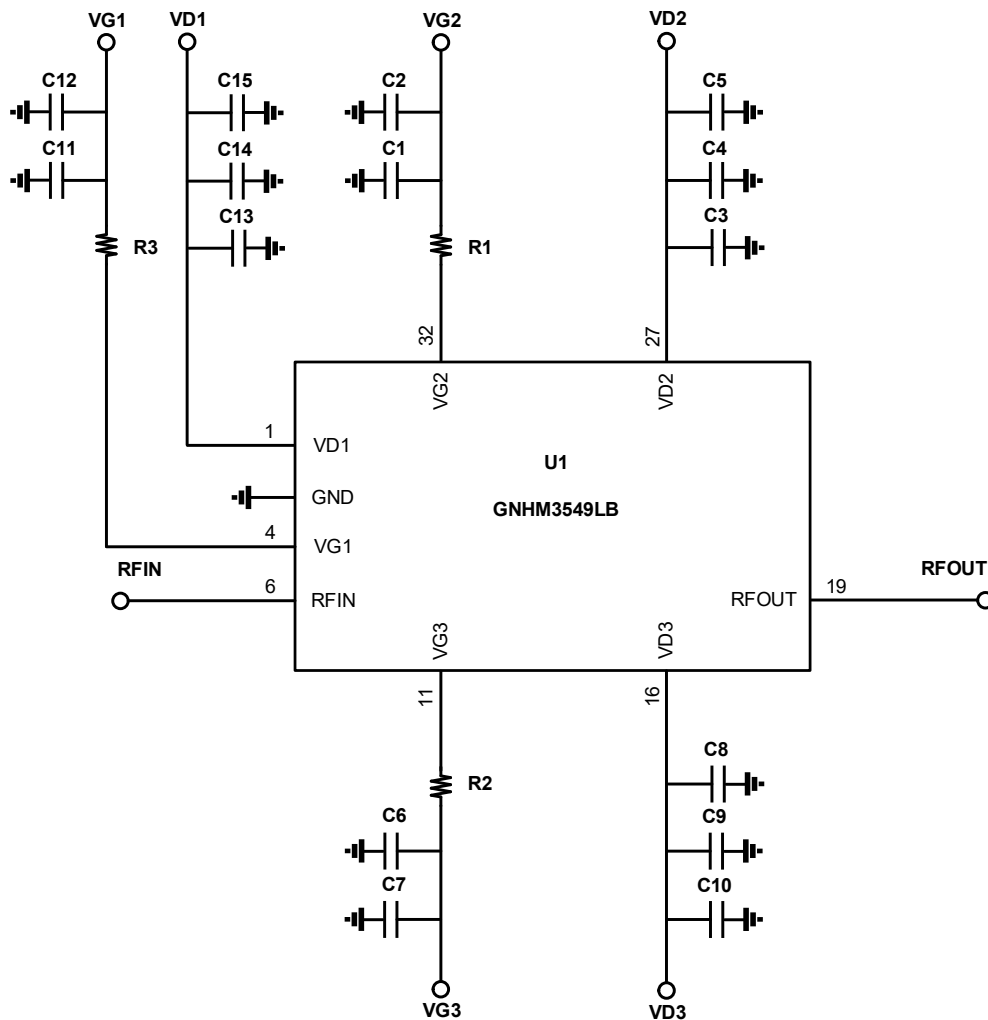 VG1 VD1 VG2 VD2
C12 C15 C2 C5
C11 C14 C1 C4
C13 C3
R3 R1
32 27
VG2 VD2
1 VD1
U1
GND
GNHM3549LB
4 VG1
RFIN RFOUT
6 RFIN RFOUT 19
VG3 VD3
11 16
C8
R2
C6 C9
C7 C10
VG3 VD3